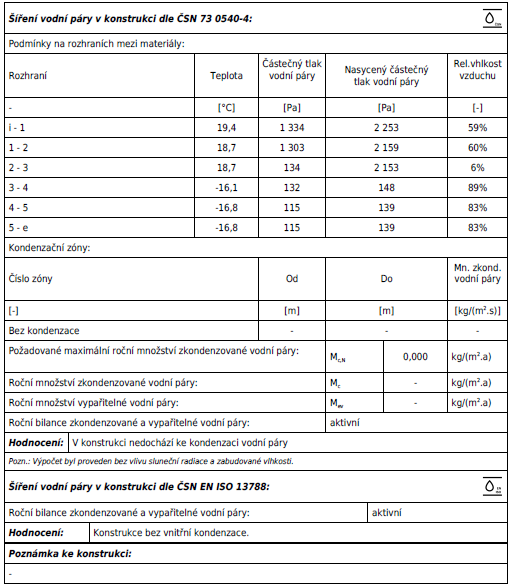 Šíření vodní páry v konstrukci dle ČSN 73 0540-4:
Podmínky na rozhraních mezi materiály:
Rozhraní Teplota Částečný tlak vodní páry Nasycený částečný tlak vodní páry Rel.vlhkost vzduchu
- [°C] [Pa] [Pa] [-]
i - 1 19,4 1 334 2 253 59%
1 - 2 18,7 1 303 2 159 60%
2 - 3 18,7 134 2 153 6%
3 - 4 -16,1 132 148 89%
4 - 5 -16,8 115 139 83%
5 - e -16,8 115 139 83%
Kondenzační zóny:
Číslo zóny Od Do Mn. zkond. vodní páry
[-] [m] [m] [kg/(m².s)]
Bez kondenzace - - -
Požadované maximální roční množství zkondenzované vodní páry: Mc,N 0,000 kg/(m².a)
Roční množství zkondenzované vodní páry: Mc - kg/(m².a)
Roční množství vypařitelné vodní páry: Mev - kg/(m².a)
Roční bilance zkondenzované a vypařitelné vodní páry: aktivní
Hodnocení: V konstrukci nedochází ke kondenzaci vodní páry
Pozn.: Výpočet byl proveden bez vlivu sluneční radiace a zabudované vlhkosti.
Šíření vodní páry v konstrukci dle ČSN EN ISO 13788:
Roční bilance zkondenzované a vypařitelné vodní páry: aktivní
Hodnocení: Konstrukce bez vnitřní kondenzace.
Poznámka ke konstrukci:
-